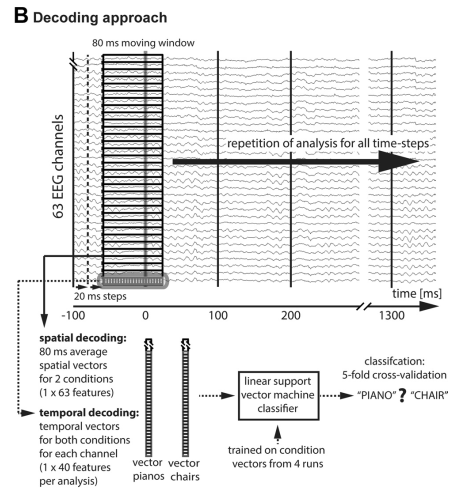 B Decoding approach
80 ms moving window
63 EEG channels
repetition of analysis for all time-steps
20 ms steps
time [ms]
-100 0 100 200 1300
spatial decoding:
80 ms average
spatial vectors
for 2 conditions
(1 x 63 features)
temporal decoding:
temporal vectors
for both conditions
for each channel
(1 x 40 features
per analysis)
vector
pianos
vector
chairs
linear support
vector machine
classifier
trained on condition
vectors from 4 runs
classifcation:
5-fold cross-validation
"PIANO" ? "CHAIR"